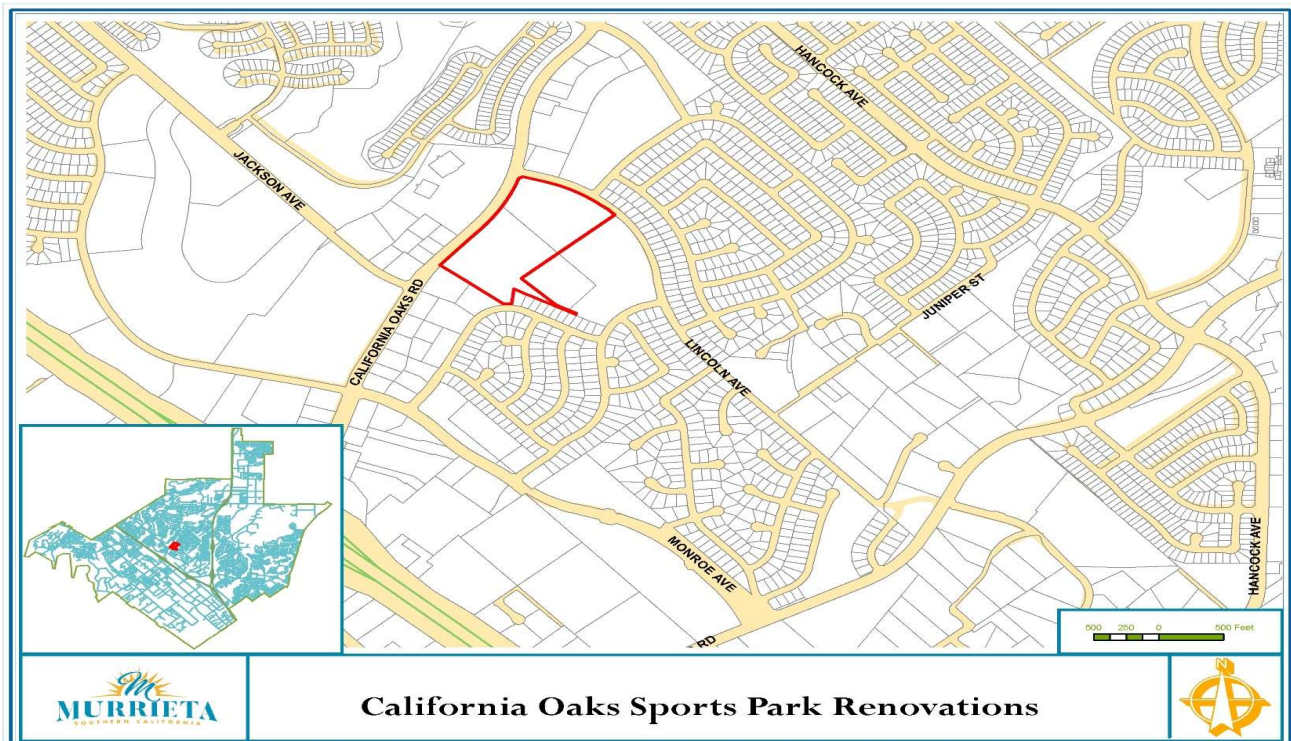 HANCOCK AVE
JACKSON AVE
CALIFORNIA OAKS RD
JUNIPER ST
LINCOLN AVE
MONROE AVE
HANCOCK AVE
RD
500 250 0 500 Feet
M
MURRIETA
SOUTHERN CALIFORNIA
California Oaks Sports Park Renovations
N